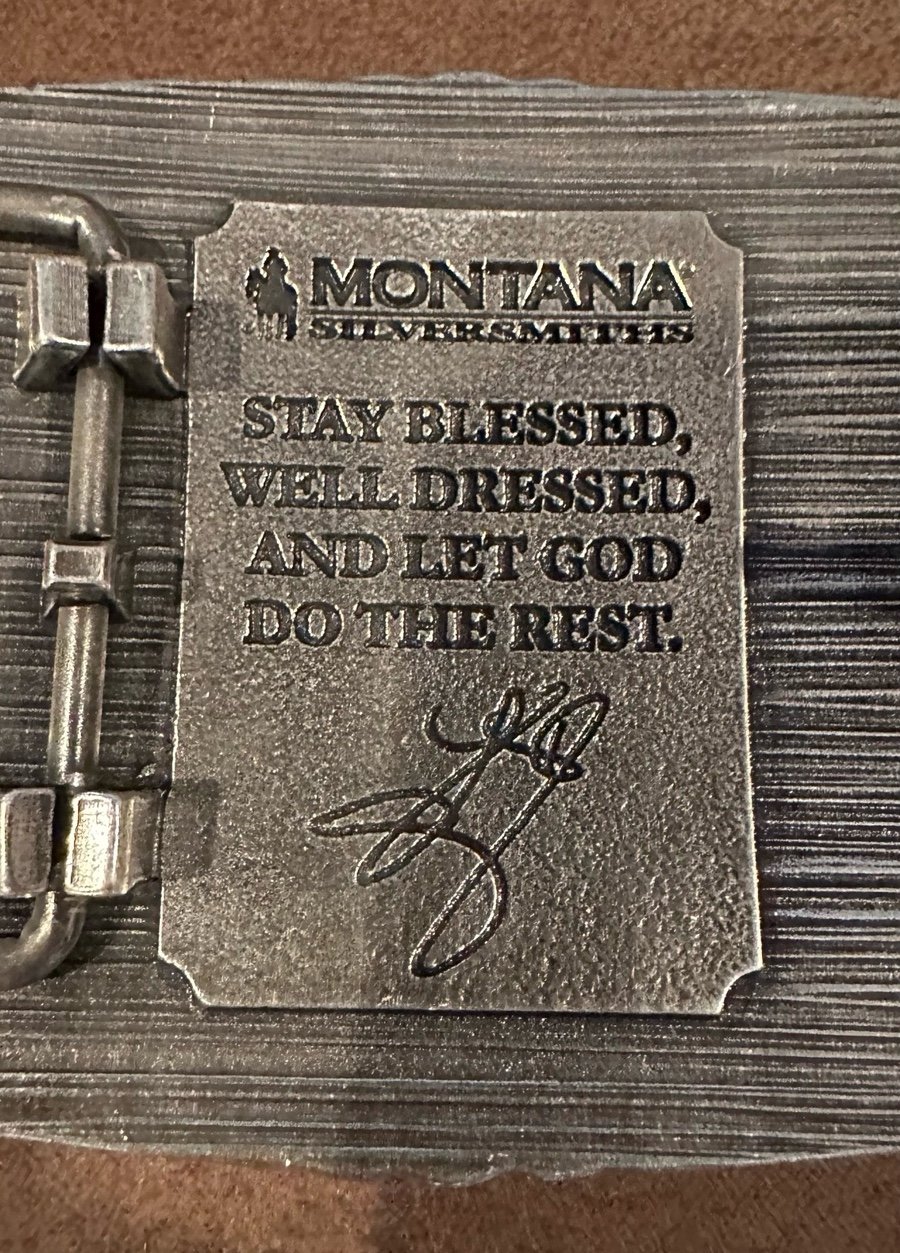 MONTANA
SILVERSMITHS
STAY BLESSED,
WELL DRESSED,
AND LET GOD
DO THE REST.